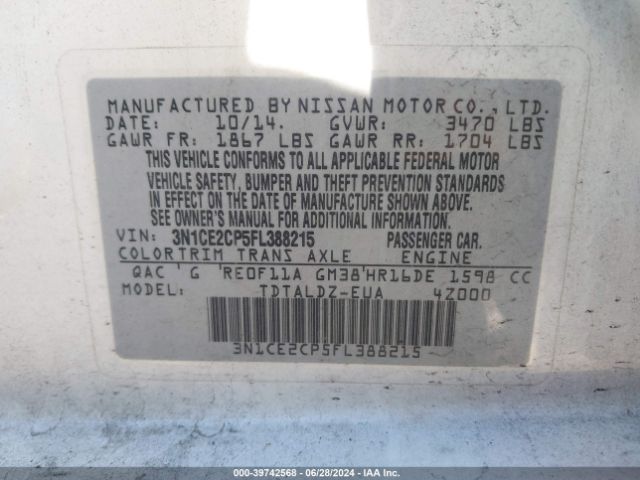 MANUFACTURED BY NISSAN MOTOR CO., LTD.
DATE: 10/14. GVWR: 3470 LBS
GAWR FR: 1867 LBS GAWR RR: 1704 LBS
THIS VEHICLE CONFORMS TO ALL APPLICABLE FEDERAL MOTOR
VEHICLE SAFETY, BUMPER AND THEFT PREVENTION STANDARDS
IN EFFECT ON THE DATE OF MANUFACTURE SHOWN ABOVE.
SEE OWNER'S MANUAL FOR ADDITIONAL INFORMATION.
VIN: 3N1CE2CP5FL388215 PASSENGER CAR.
COLOR TRIM TRANS AXLE ENGINE
QAC ' G 'RE0F11A GM38'HR16DE 1598 CC
MODEL: TDTALDZ-EUA 4Z000
3N1CE2CP5FL388215
000-39742568 | 06/28/2024 | IAA Inc.